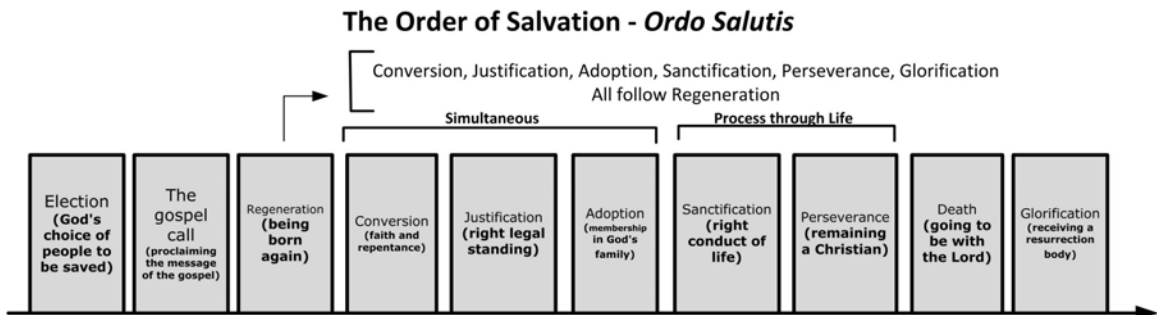 The Order of Salvation - Ordo Salutis
Conversion, Justification, Adoption, Sanctification, Perseverance, Glorification
All follow Regeneration
Simultaneous
Process through Life
Election
(God's
choice of
people to
be saved)
The
gospel
call
(proclaiming
the message
of the gospel)
Regeneration
(being
born
again)
Conversion
(faith and
repentance)
Justification
(right legal
standing)
Adoption
(membership
in God's
family)
Sanctification
(right
conduct of
life)
Perseverance
(remaining
a Christian)
Death
(going to
be with
the Lord)
Glorification
(receiving a
resurrection
body)